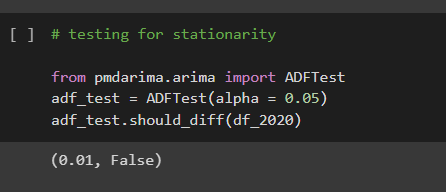 [ ] # testing for stationarity
from pmdarima.arima import ADFTest
adf_test = ADFTest(alpha = 0.05)
adf_test.should_diff(df_2020)
(0.01, False)